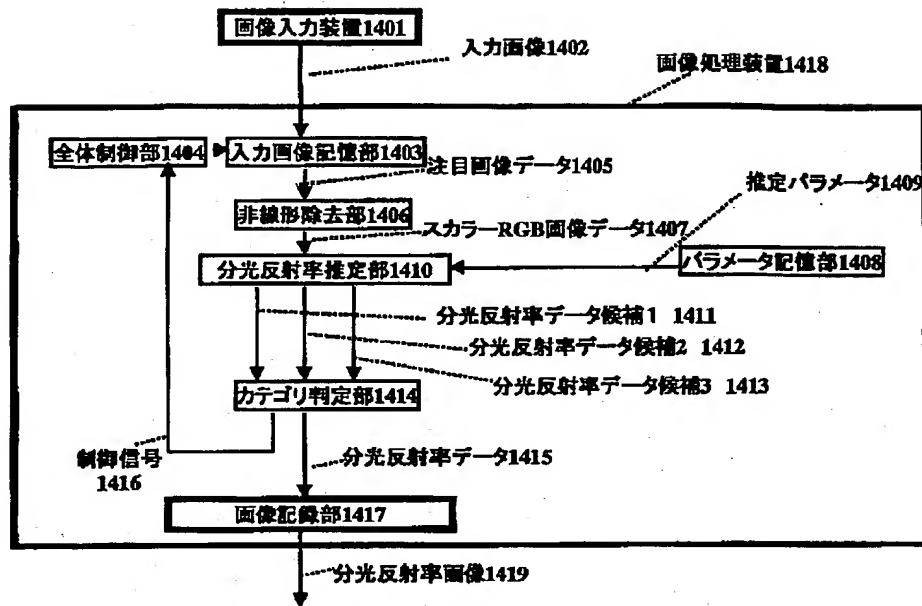 画像入力装置1401
入力画像1402
画像処理装置1418
全体制御部1404
入力画像記憶部1403
注目画像データ1405
推定パラメータ1409
非線形除去部1406
スカラーRGB画像データ1407
分光反射率推定部1410
パラメータ記憶部1408
分光反射率データ候補1 1411
分光反射率データ候補2 1412
分光反射率データ候補3 1413
カテゴリ判定部1414
制御信号
1416
分光反射率データ1415
画像記録部1417
分光反射率画像1419